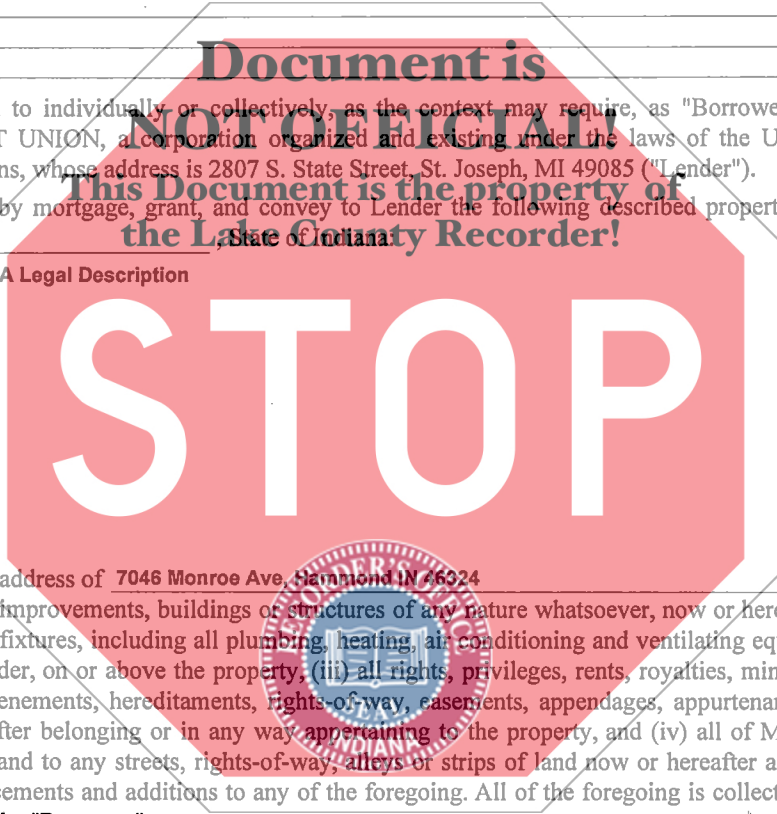 Document is
to individually or collectively, as the context may require, as "Borrowe
NOT OFFICIAL!
T UNION, a corporation organized and existing under the laws of the U
ns, whose address is 2807 S. State Street, St. Joseph, MI 49085 ("Lender").
This Document is the property of
by mortgage, grant, and convey to Lender the following described propert
the Lake County Recorder!
, State of Indiana:
A Legal Description
STOP
address of 7046 Monroe Ave, Hammond IN 46324
improvements, buildings or structures of any nature whatsoever, now or here
fixtures, including all plumbing, heating, air conditioning and ventilating eq
der, on or above the property, (iii) all rights, privileges, rents, royalties, min
enements, hereditaments, rights-of-way, easements, appendages, appurtenan
fter belonging or in any way appertaining to the property, and (iv) all of M
and to any streets, rights-of-way, alleys or strips of land now or hereafter a
ements and additions to any of the foregoing. All of the foregoing is collect
RECORDER'S OFFICE
SEAL
INDIANA